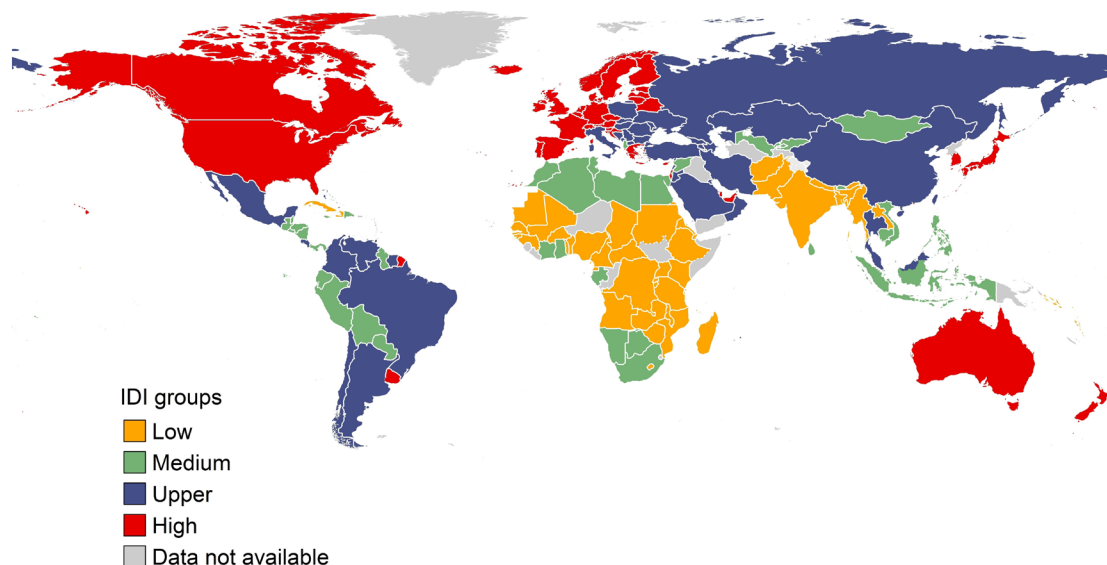 IDI groups
Low
Medium
Upper
High
Data not available